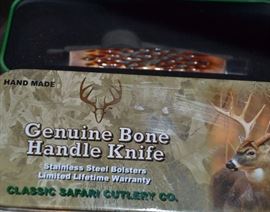 HAND MADE
Genuine Bone
Handle Knife
Stainless Steel Bolsters
Limited Lifetime Warranty
CLASSIC SAFARI CUTLERY CO.